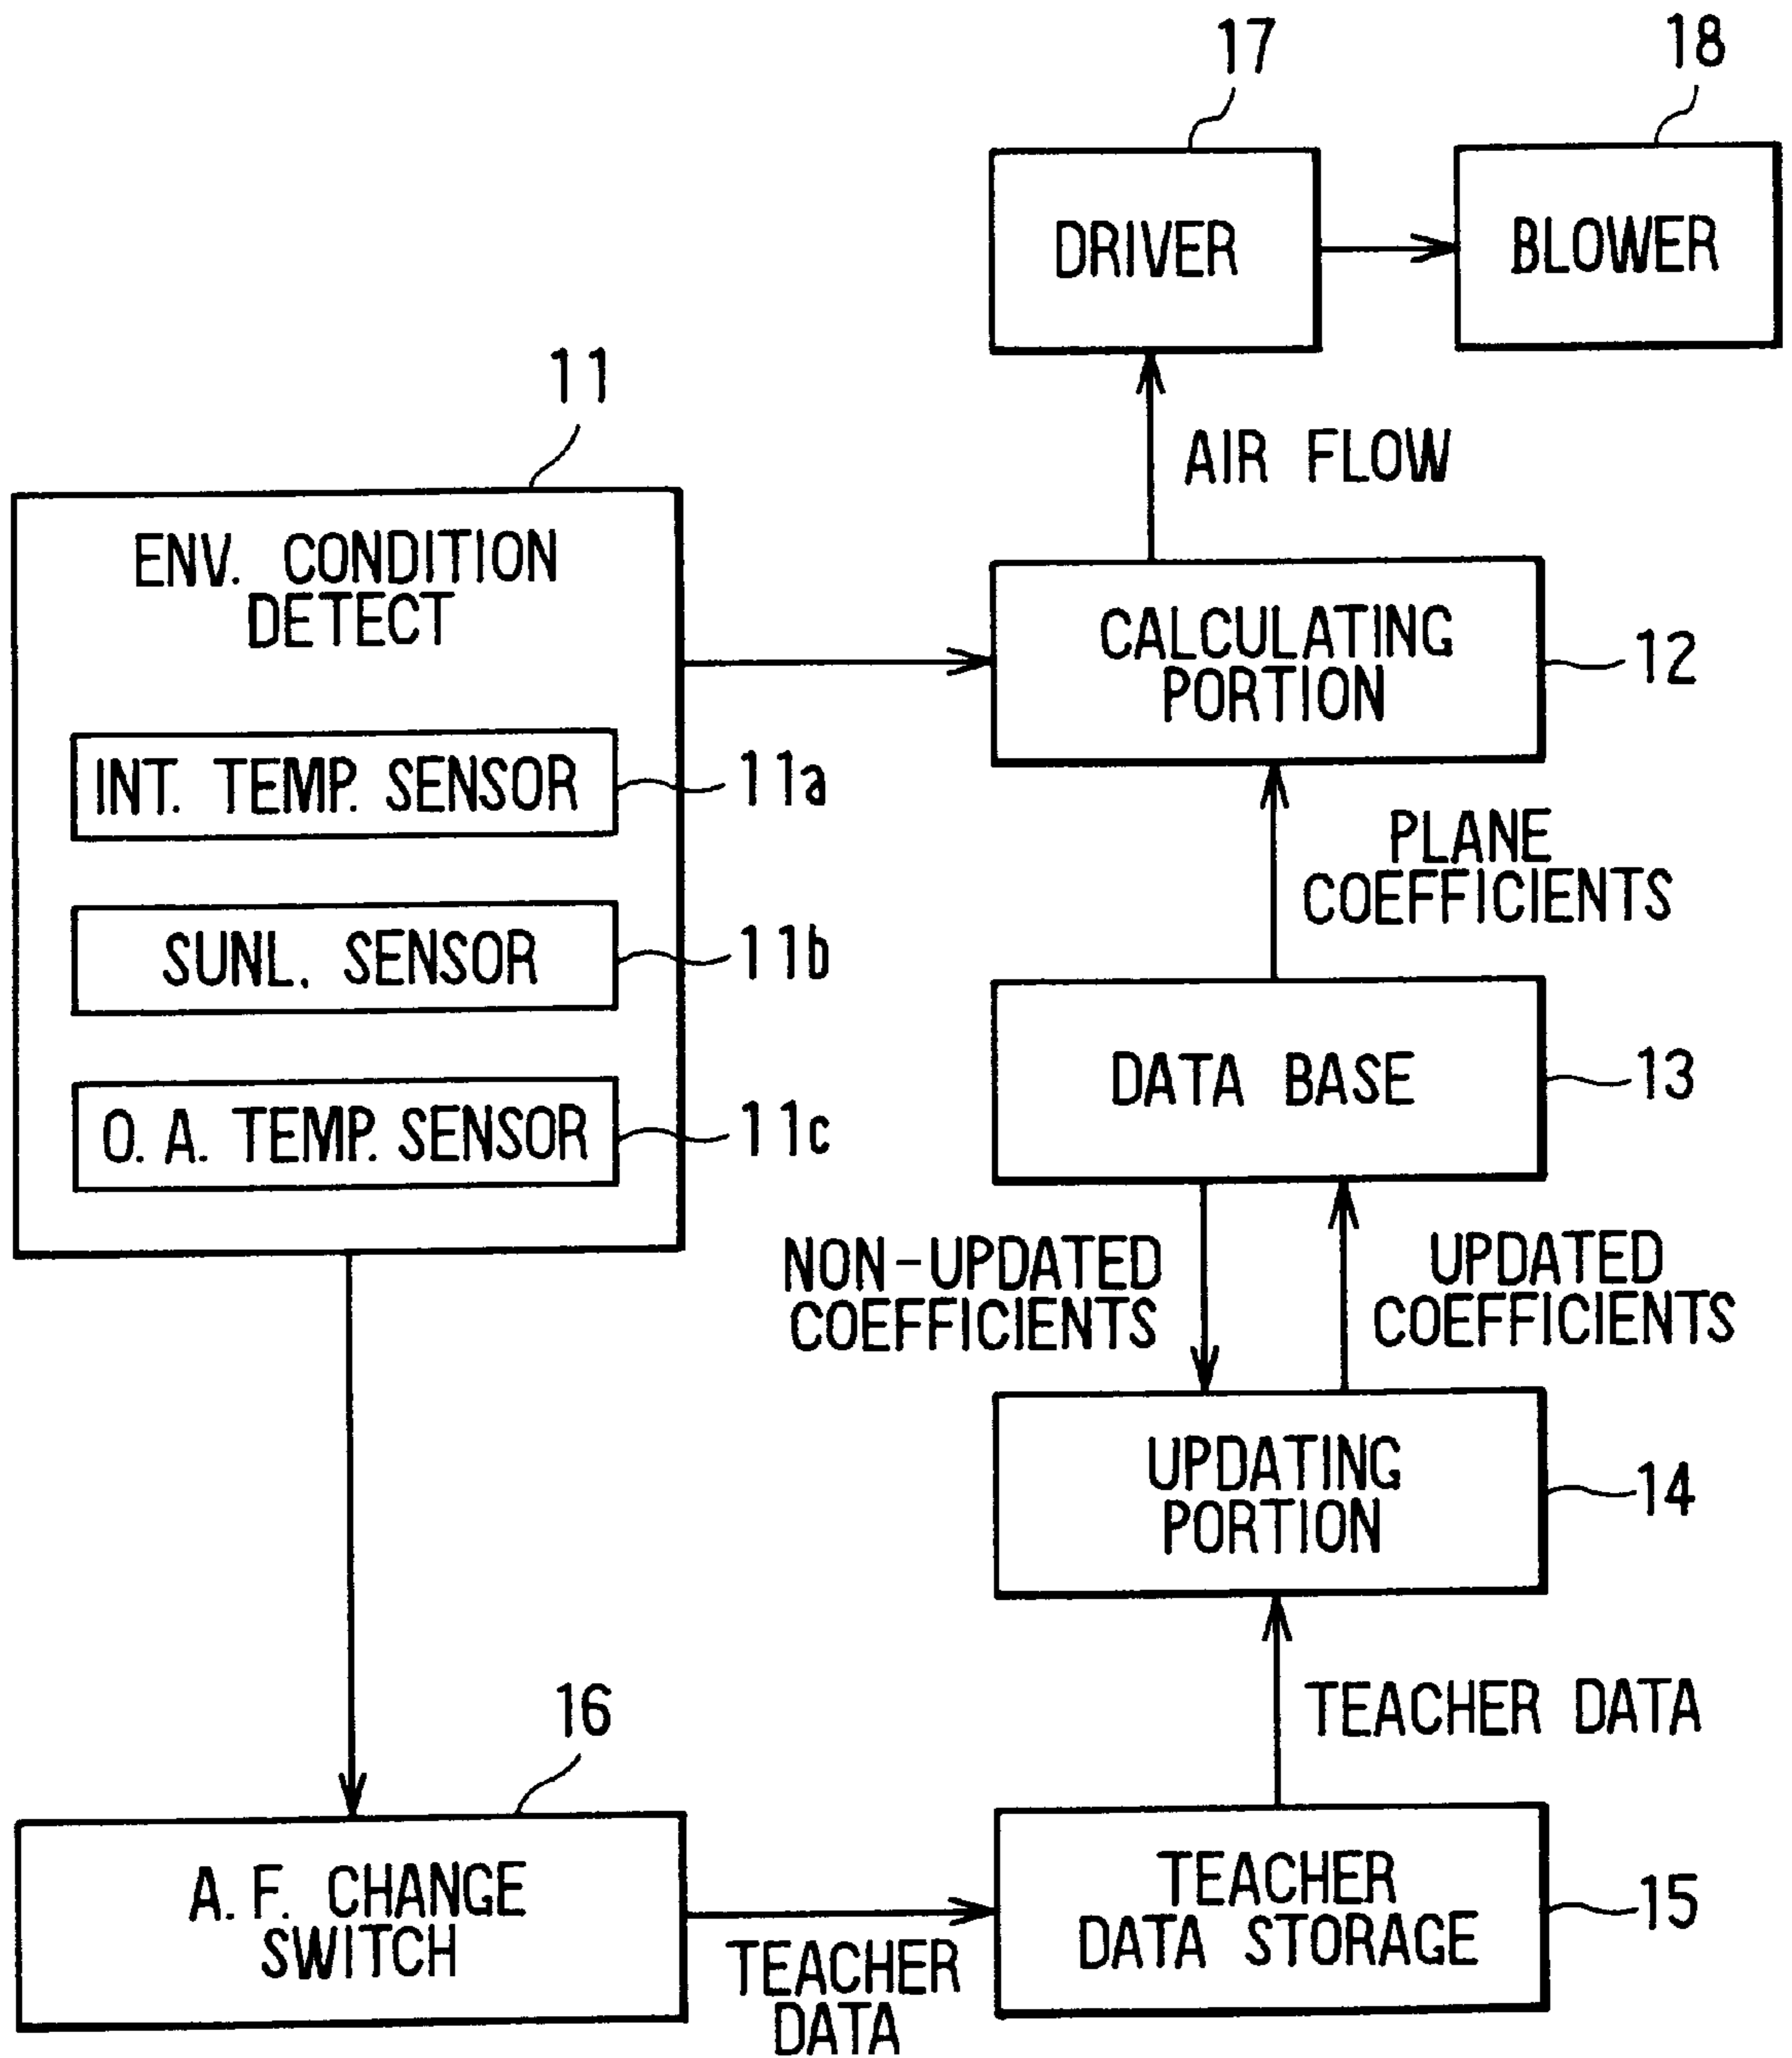 17
18
DRIVER
BLOWER
11
AIR FLOW
ENV. CONDITION
DETECT
CALCULATING
PORTION
12
INT. TEMP. SENSOR
11a
PLANE
COEFFICIENTS
SUNL. SENSOR
11b
DATA BASE
13
O. A. TEMP. SENSOR
11c
NON-UPDATED
COEFFICIENTS
UPDATED
COEFFICIENTS
UPDATING
PORTION
14
16
TEACHER DATA
A. F. CHANGE
SWITCH
TEACHER
DATA STORAGE
15
TEACHER
DATA